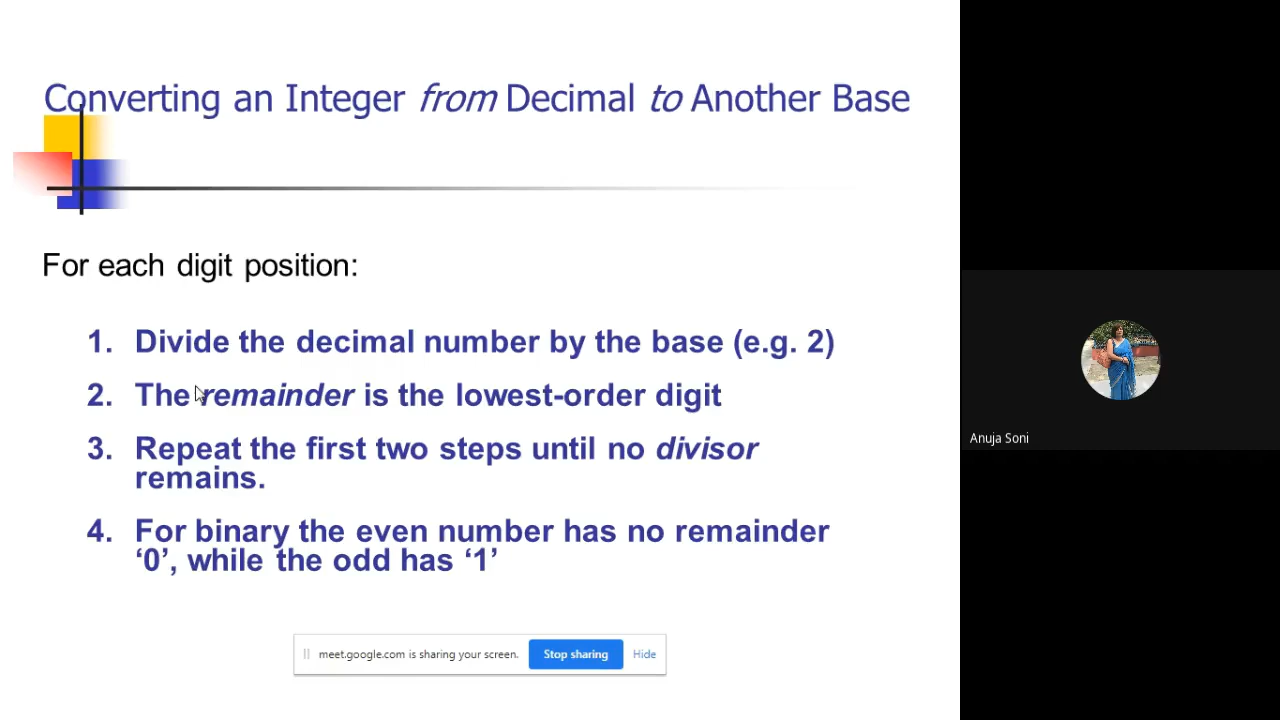 Converting an Integer from Decimal to Another Base
For each digit position:
1. Divide the decimal number by the base (e.g. 2)
2. The remainder is the lowest-order digit
3. Repeat the first two steps until no divisor
remains.
4. For binary the even number has no remainder
‘0’, while the odd has ‘1’
meet.google.com is sharing your screen. Stop sharing Hide
Anuja Soni